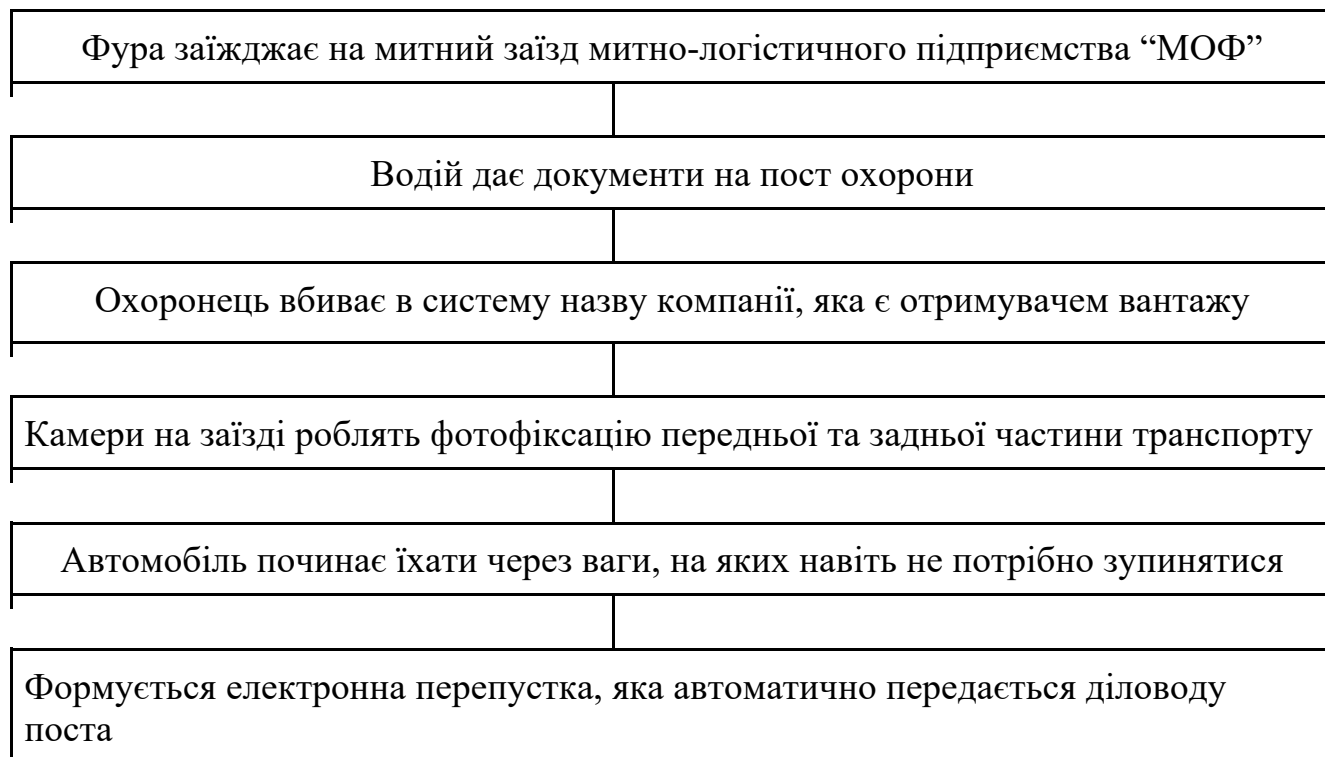 Фура заїжджає на митний заїзд митно-логістичного підприємства “МОФ”
Водій дає документи на пост охорони
Охоронець вбиває в систему назву компанії, яка є отримувачем вантажу
Камери на заїзді роблять фотофіксацію передньої та задньої частини транспорту
Автомобіль починає їхати через ваги, на яких навіть не потрібно зупинятися
Формується електронна перепустка, яка автоматично передається діловоду
поста